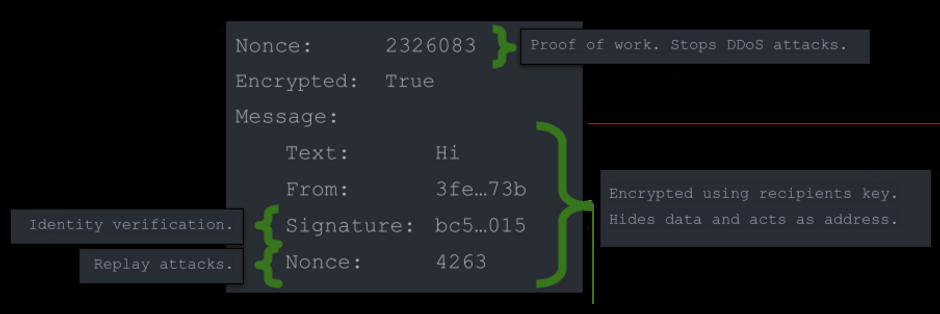 Nonce: 2326083
Proof of work. Stops DDoS attacks.
Encrypted: True
Message:
Text: Hi
From: 3fe…73b
Encrypted using recipients key.
Hides data and acts as address.
Identity verification.
Signature: bc5…015
Replay attacks.
Nonce: 4263